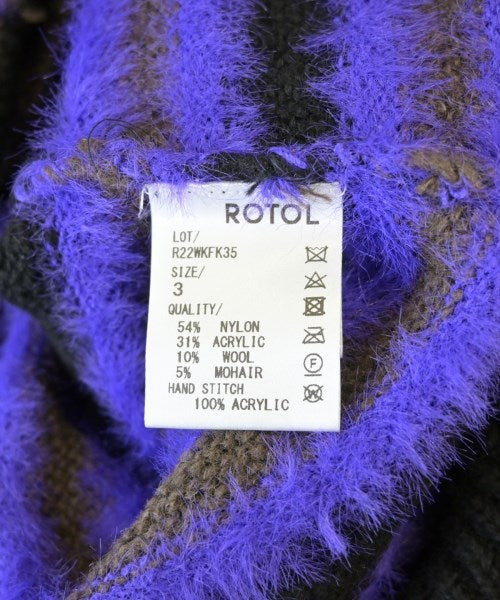 ROTOL
LOT/
R22WKFK35
SIZE/
3
QUALITY/
54% NYLON
31% ACRYLIC
10% WOOL
5% MOHAIR
HAND STITCH
100% ACRYLIC
F
W